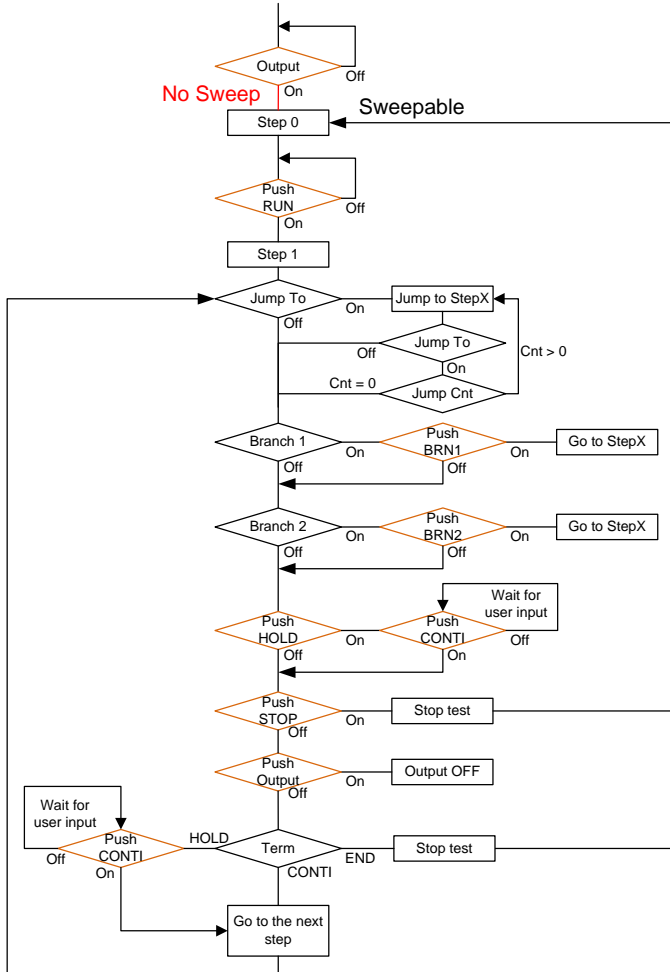 Output
Off
On
No Sweep
Sweepable
Step 0
Push
RUN
Off
On
Step 1
Jump To
On
Jump to StepX
Off
Jump To
Off
On
Cnt > 0
Cnt = 0
Jump Cnt
Branch 1
On
Push
BRN1
On
Go to StepX
Off
Off
Branch 2
On
Push
BRN2
On
Go to StepX
Off
Off
Wait for
user input
Push
HOLD
On
Push
CONTI
Off
Off
On
Push
STOP
On
Stop test
Off
Push
Output
On
Output OFF
Off
Wait for
user input
Push
CONTI
Off
On
HOLD
Term
END
Stop test
CONTI
Go to the next
step